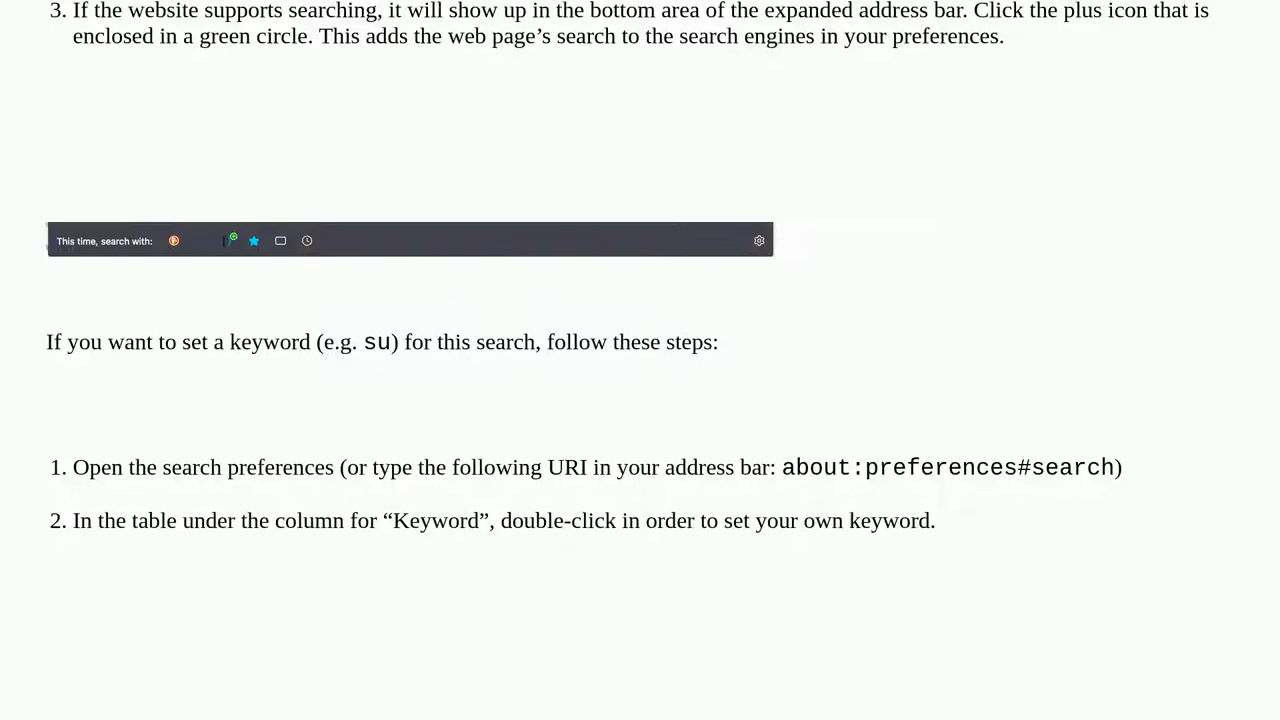 3. If the website supports searching, it will show up in the bottom area of the expanded address bar. Click the plus icon that is
enclosed in a green circle. This adds the web page’s search to the search engines in your preferences.
This time, search with:
If you want to set a keyword (e.g. su) for this search, follow these steps:
1. Open the search preferences (or type the following URI in your address bar: about:preferences#search)
2. In the table under the column for “Keyword”, double-click in order to set your own keyword.